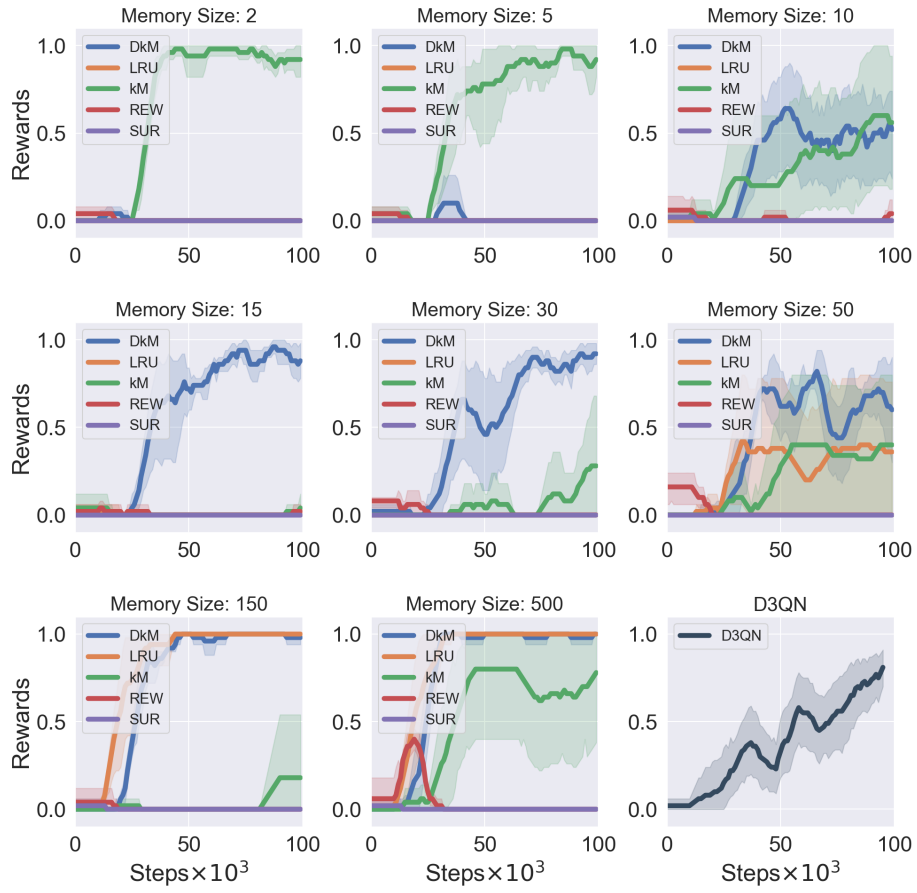 Memory Size: 2
Memory Size: 5
Memory Size: 10
Rewards
1.0
0.5
0.0
DkM
LRU
kM
REW
SUR
0
50
100
1.0
0.5
0.0
DkM
LRU
kM
REW
SUR
0
50
100
1.0
0.5
0.0
DkM
LRU
kM
REW
SUR
0
50
100
Memory Size: 15
Memory Size: 30
Memory Size: 50
Rewards
1.0
0.5
0.0
DkM
LRU
kM
REW
SUR
0
50
100
1.0
0.5
0.0
DkM
LRU
kM
REW
SUR
0
50
100
1.0
0.5
0.0
DkM
LRU
kM
REW
SUR
0
50
100
Memory Size: 150
Memory Size: 500
D3QN
Rewards
1.0
0.5
0.0
DkM
LRU
kM
REW
SUR
0
50
100
Steps×10³
1.0
0.5
0.0
DkM
LRU
kM
REW
SUR
0
50
100
Steps×10³
1.0
0.5
0.0
D3QN
0
50
100
Steps×10³